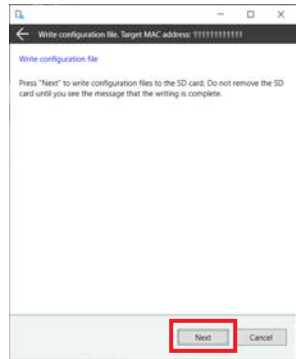 Write configuration file. Target MAC address: 111111111111
Write configuration file
Press "Next" to write configuration files to the SD card. Do not remove the SD
card until you see the message that the writing is complete.
Next
Cancel